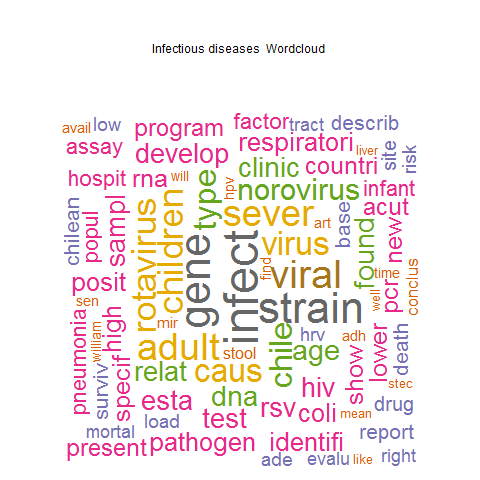 Infectious diseases Wordcloud
avail low program factor tract describ
assay develop respiratori liver site risk
hospit rna will hpv clinic countri infant
chilean popul sampl rotavirus children type norovirus acut
sever art base found new
posit gene infect virus viral find time pcr well conclus
sen mir strain
pneumonia william high adult stool chile hrv age adh lower death
surviv specif relat caus dna hiv show stec
esta test rsv coli mean drug
mortal load report
present pathogen identifi
ade evalu like right